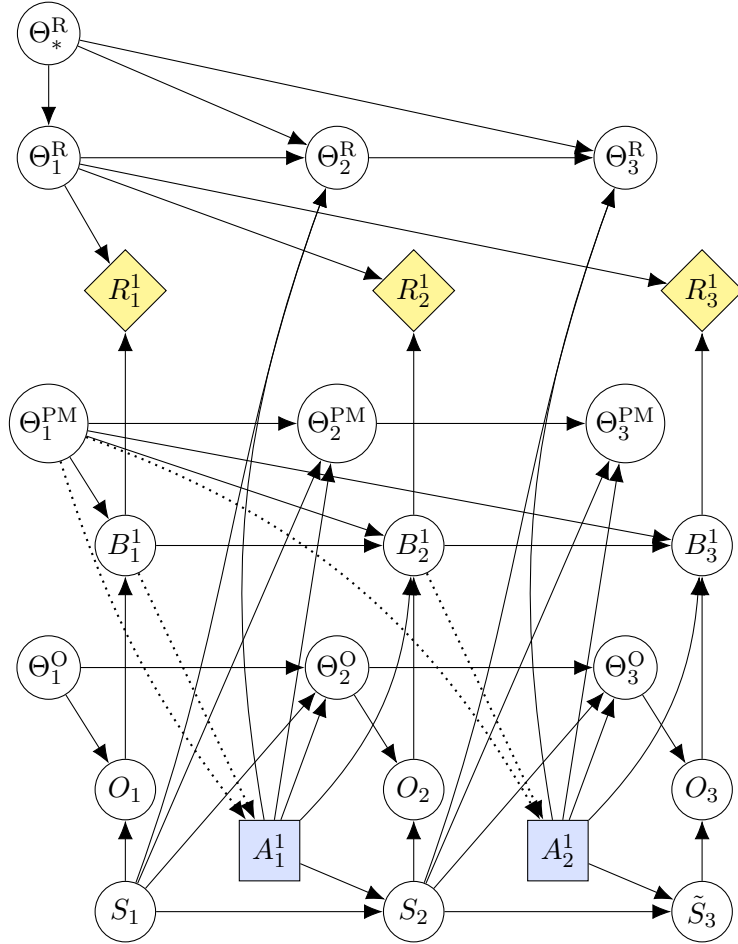 Θ^R_*
Θ^R_1 Θ^R_2 Θ^R_3
R^1_1 R^1_2 R^1_3
Θ^PM_1 Θ^PM_2 Θ^PM_3
B^1_1 B^1_2 B^1_3
Θ^O_1 Θ^O_2 Θ^O_3
O_1 O_2 O_3
A^1_1 A^1_2
S_1 S_2 S̃_3